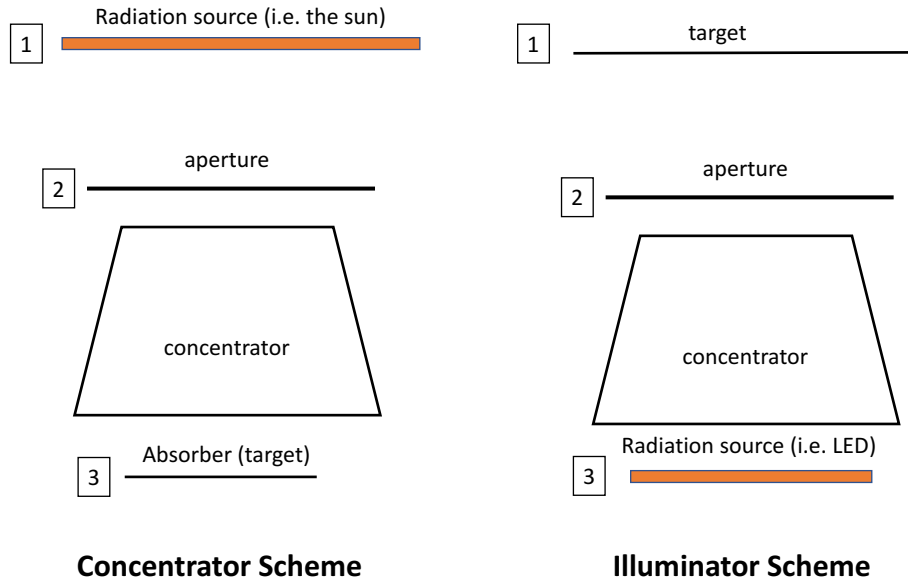 Radiation source (i.e. the sun)
1
aperture
2
concentrator
Absorber (target)
3
Concentrator Scheme
target
1
aperture
2
concentrator
Radiation source (i.e. LED)
3
Illuminator Scheme